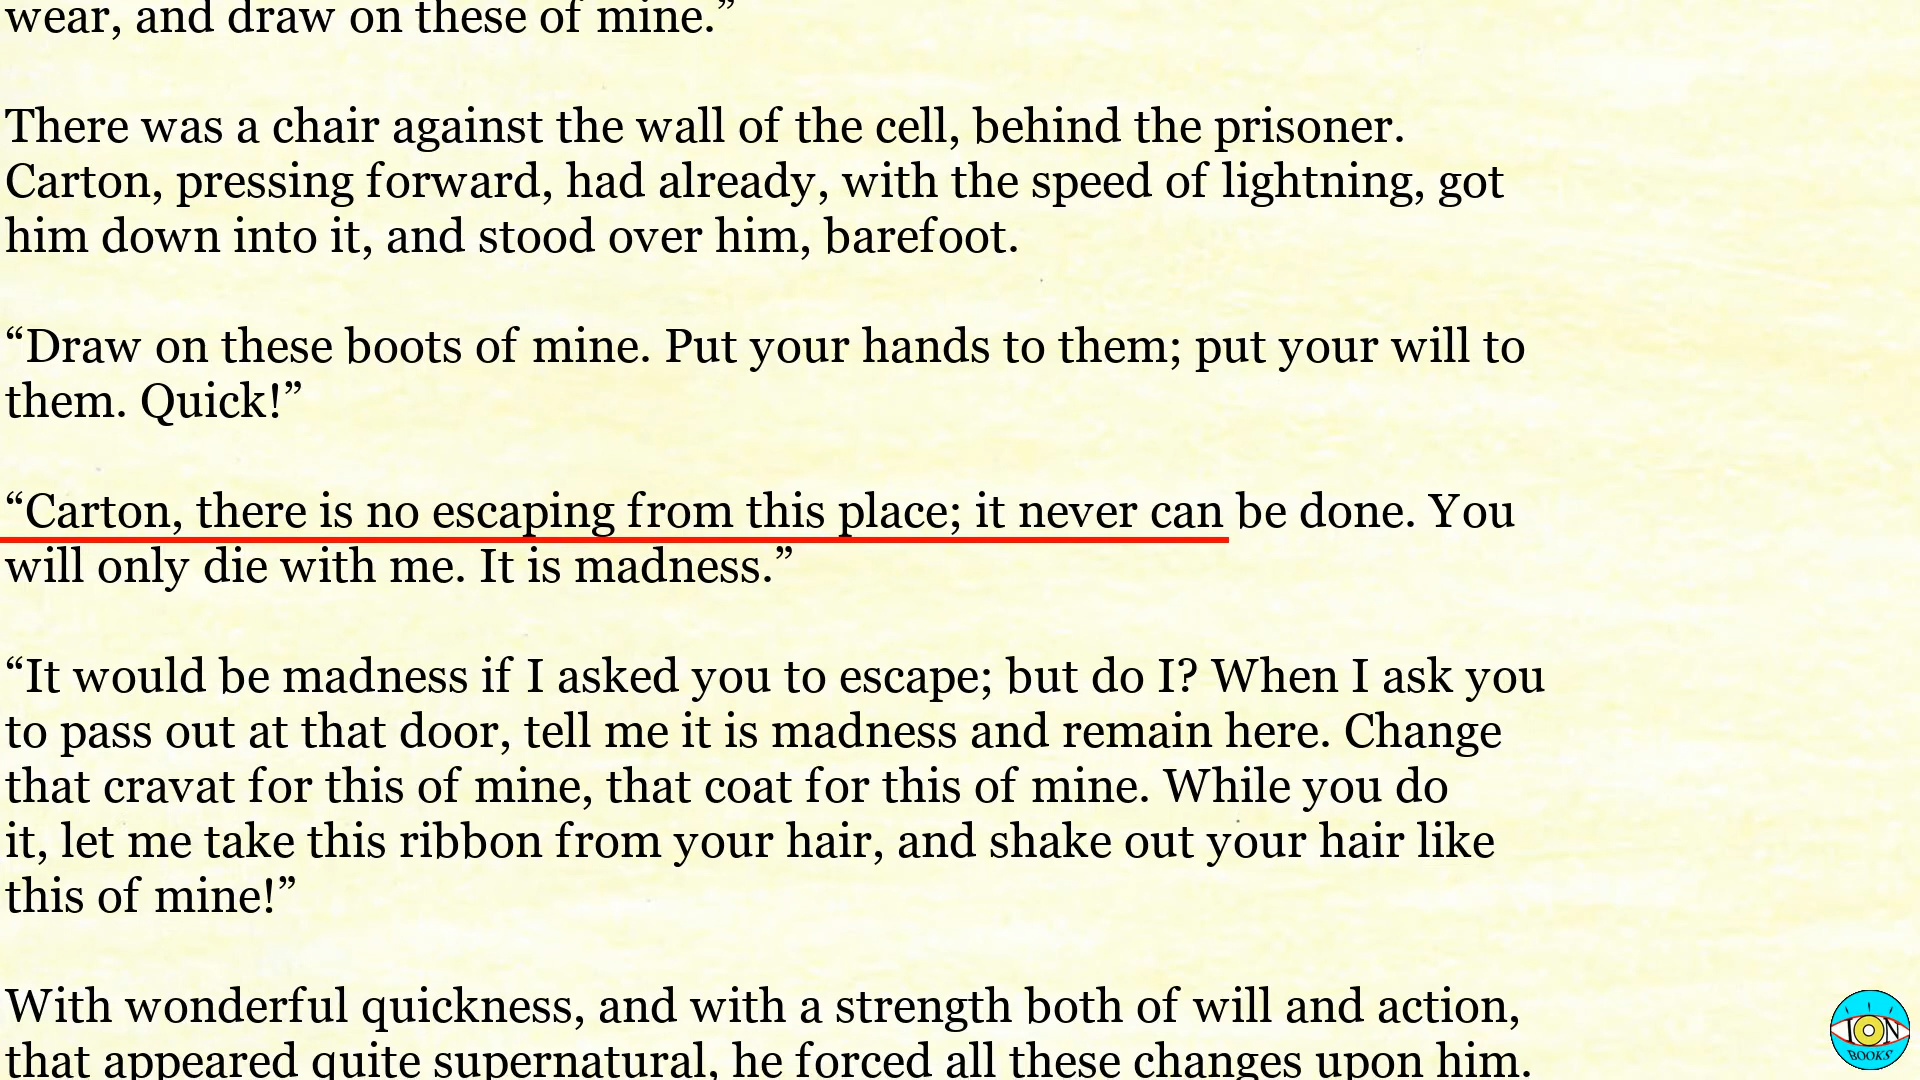 wear, and draw on these of mine.”
There was a chair against the wall of the cell, behind the prisoner.
Carton, pressing forward, had already, with the speed of lightning, got
him down into it, and stood over him, barefoot.
“Draw on these boots of mine. Put your hands to them; put your will to
them. Quick!”
“Carton, there is no escaping from this place; it never can be done. You
will only die with me. It is madness.”
“It would be madness if I asked you to escape; but do I? When I ask you
to pass out at that door, tell me it is madness and remain here. Change
that cravat for this of mine, that coat for this of mine. While you do
it, let me take this ribbon from your hair, and shake out your hair like
this of mine!”
With wonderful quickness, and with a strength both of will and action,
that appeared quite supernatural, he forced all these changes upon him.
ION
BOOKS